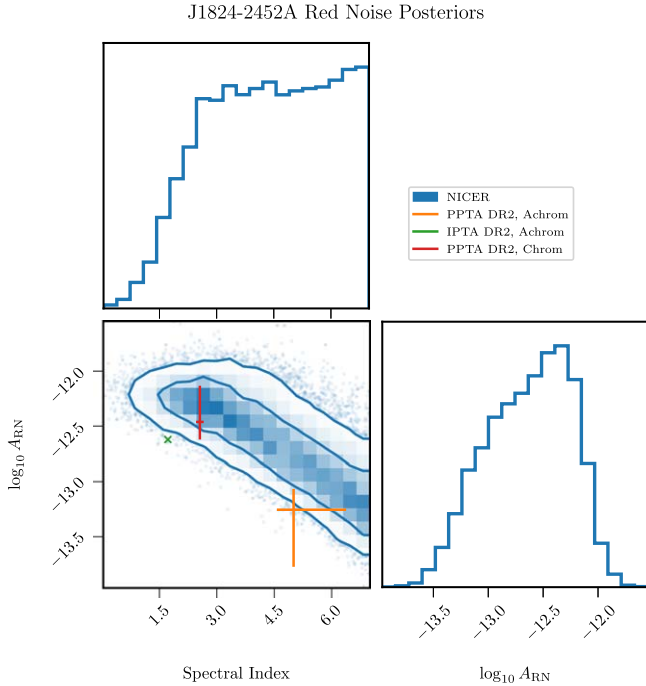 J1824-2452A Red Noise Posteriors
NICER
PPTA DR2, Achrom
IPTA DR2, Achrom
PPTA DR2, Chrom
log₁₀ A_RN
−12.0
−12.5
−13.0
−13.5
1.5
3.0
4.5
6.0
Spectral Index
−13.5
−13.0
−12.5
−12.0
log₁₀ A_RN